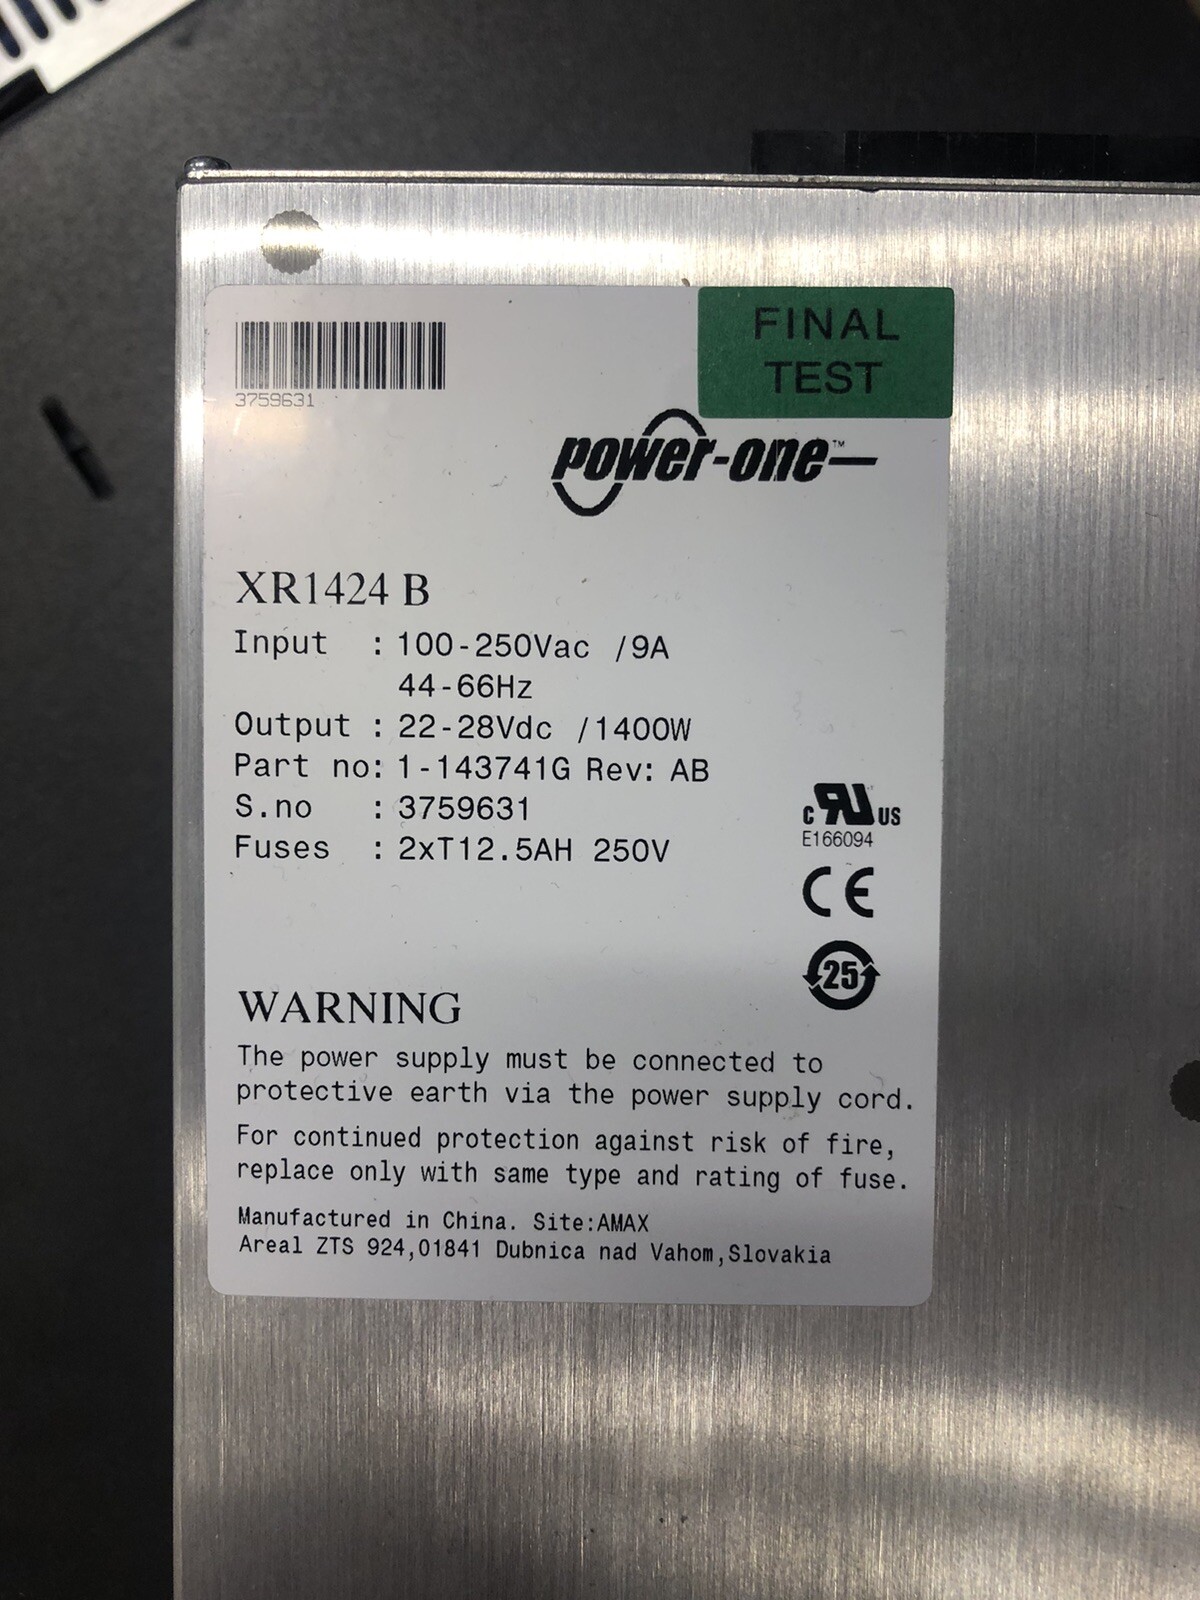 FINAL
TEST
3759631
power-one™
XR1424 B
Input : 100-250Vac /9A
44-66Hz
Output : 22-28Vdc /1400W
Part no: 1-143741G Rev: AB
S.no : 3759631
Fuses : 2xT12.5AH 250V
c RU US
E166094
CE
25
WARNING
The power supply must be connected to
protective earth via the power supply cord.
For continued protection against risk of fire,
replace only with same type and rating of fuse.
Manufactured in China. Site:AMAX
Areal ZTS 924,01841 Dubnica nad Vahom,Slovakia